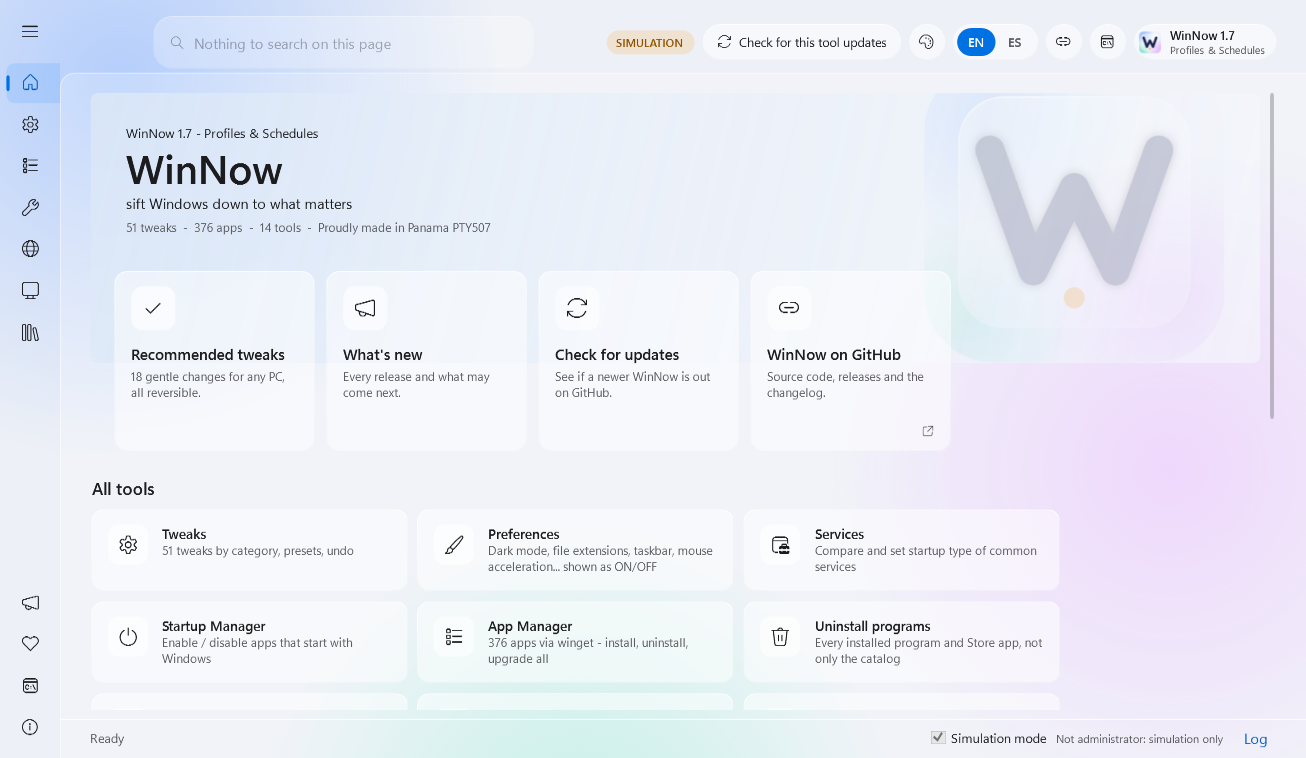 Nothing to search on this page
SIMULATION
Check for this tool updates
EN
ES
WinNow 1.7
Profiles & Schedules
WinNow 1.7 - Profiles & Schedules
WinNow
sift Windows down to what matters
51 tweaks - 376 apps - 14 tools - Proudly made in Panama PTY507
Recommended tweaks
18 gentle changes for any PC,
all reversible.
What's new
Every release and what may
come next.
Check for updates
See if a newer WinNow is out
on GitHub.
WinNow on GitHub
Source code, releases and the
changelog.
All tools
Tweaks
51 tweaks by category, presets, undo
Preferences
Dark mode, file extensions, taskbar, mouse
acceleration... shown as ON/OFF
Services
Compare and set startup type of common
services
Startup Manager
Enable / disable apps that start with
Windows
App Manager
376 apps via winget - install, uninstall,
upgrade all
Uninstall programs
Every installed program and Store app, not
only the catalog
Ready
Simulation mode
Not administrator: simulation only
Log